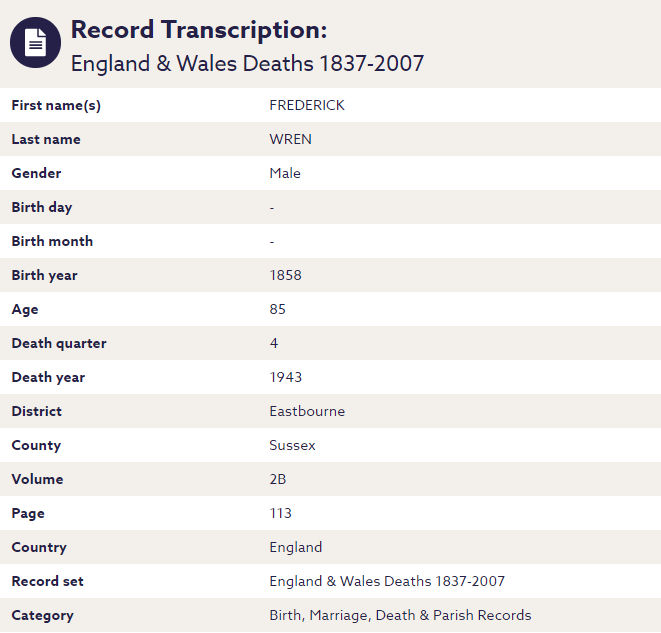 Record Transcription:
England & Wales Deaths 1837-2007
First name(s) FREDERICK
Last name WREN
Gender Male
Birth day -
Birth month -
Birth year 1858
Age 85
Death quarter 4
Death year 1943
District Eastbourne
County Sussex
Volume 2B
Page 113
Country England
Record set England & Wales Deaths 1837-2007
Category Birth, Marriage, Death & Parish Records